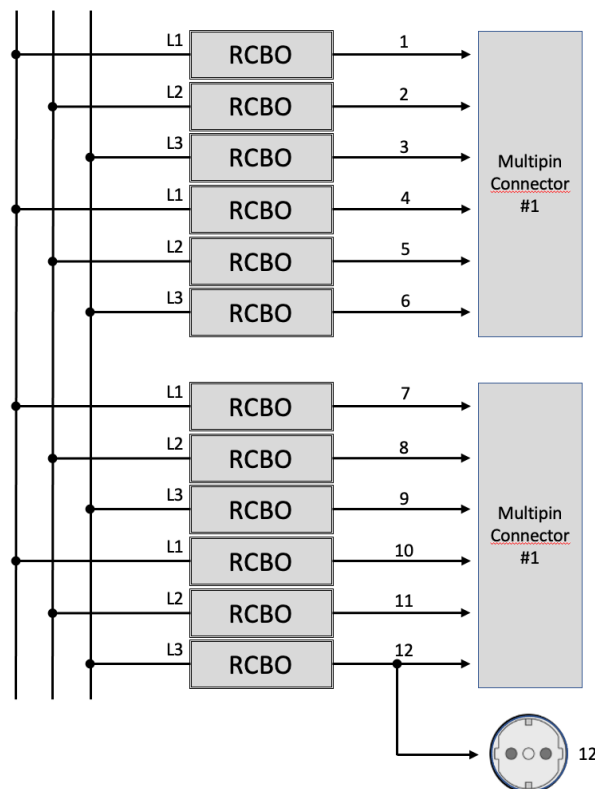 L1 RCBO 1
L2 RCBO 2
L3 RCBO 3
L1 RCBO 4
L2 RCBO 5
L3 RCBO 6
Multipin
Connector
#1
L1 RCBO 7
L2 RCBO 8
L3 RCBO 9
L1 RCBO 10
L2 RCBO 11
L3 RCBO 12
Multipin
Connector
#1
12